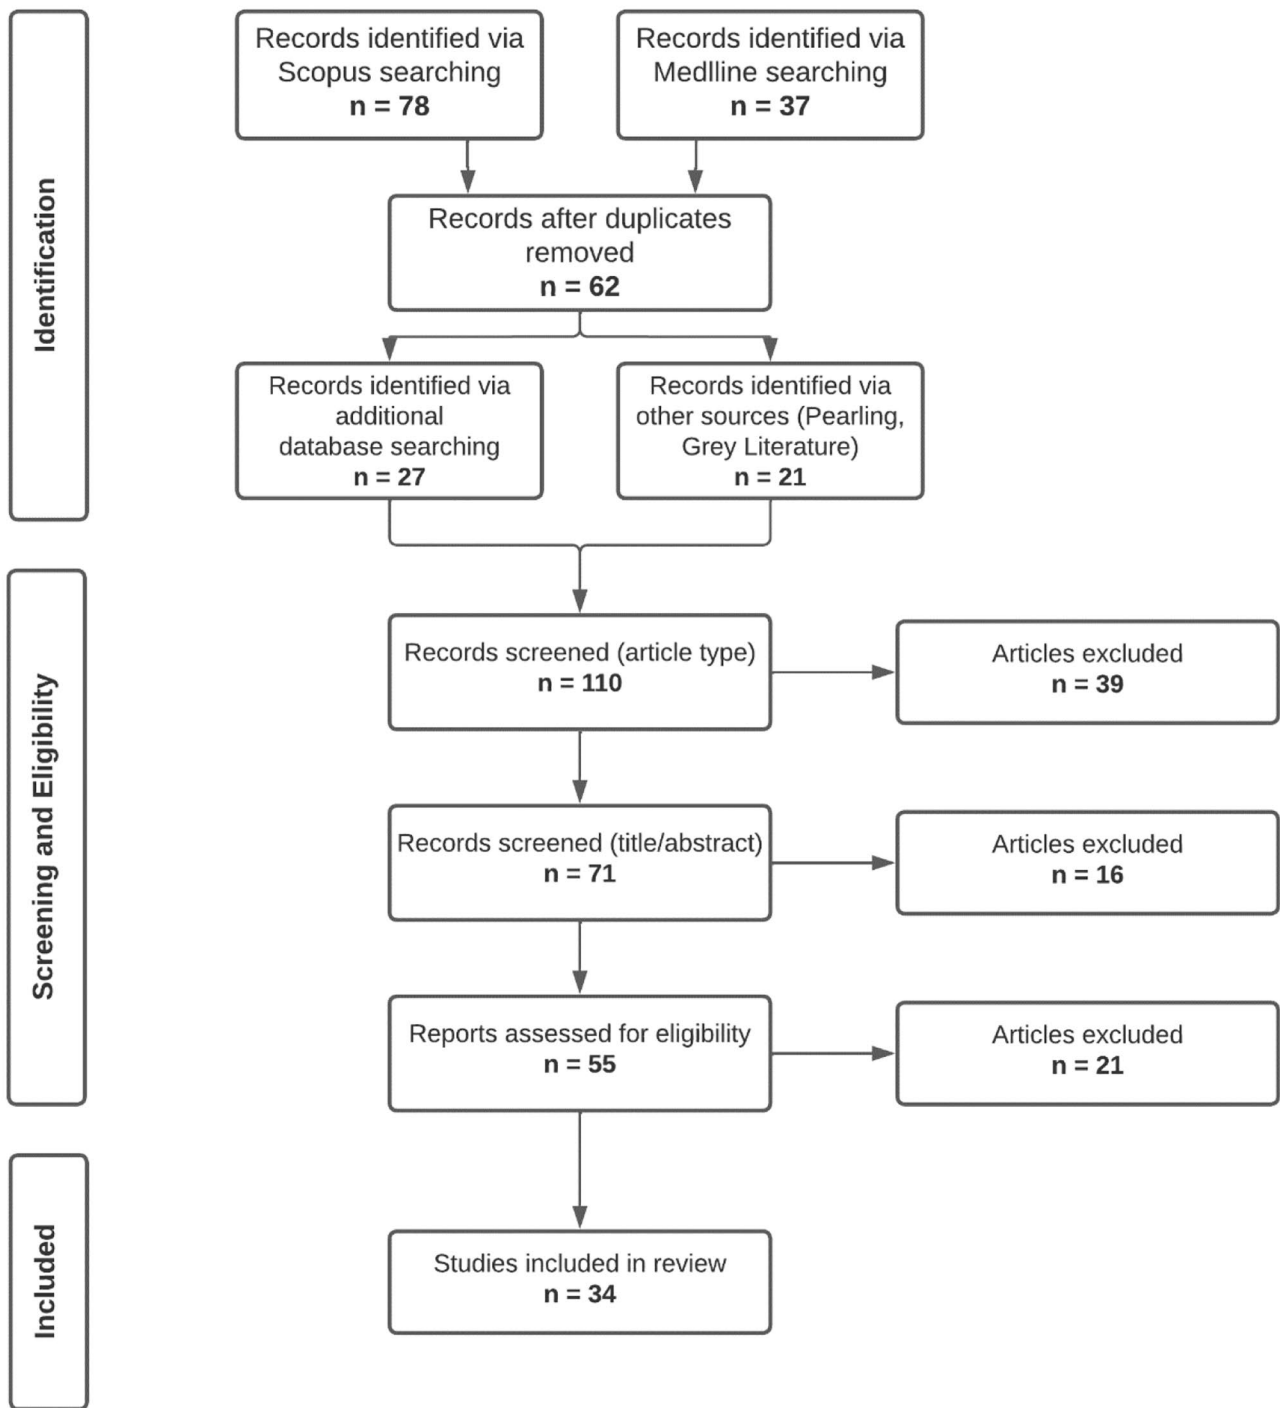 Identification
Records identified via
Scopus searching
n = 78
Records identified via
Medlline searching
n = 37
Records after duplicates
removed
n = 62
Records identified via
additional
database searching
n = 27
Records identified via
other sources (Pearling,
Grey Literature)
n = 21
Screening and Eligibility
Records screened (article type)
n = 110
Articles excluded
n = 39
Records screened (title/abstract)
n = 71
Articles excluded
n = 16
Reports assessed for eligibility
n = 55
Articles excluded
n = 21
Included
Studies included in review
n = 34